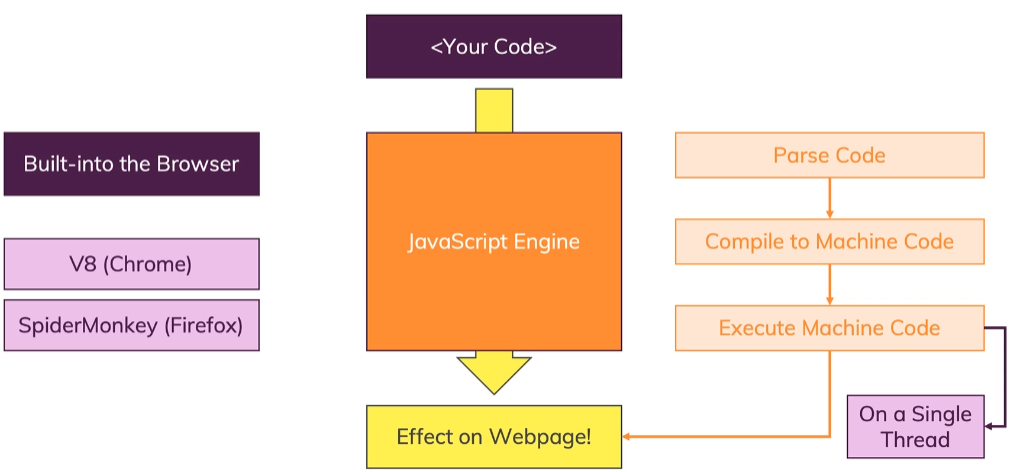 <Your Code>
Built-into the Browser
V8 (Chrome)
SpiderMonkey (Firefox)
JavaScript Engine
Effect on Webpage!
Parse Code
Compile to Machine Code
Execute Machine Code
On a Single
Thread